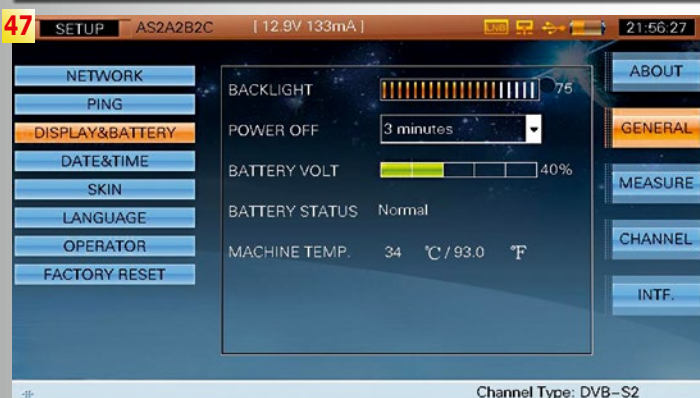 47
SETUP AS2A2B2C [ 12.9V 133mA ] LNB 21:56:27
NETWORK
PING
DISPLAY&BATTERY
DATE&TIME
SKIN
LANGUAGE
OPERATOR
FACTORY RESET
BACKLIGHT 75
POWER OFF 3 minutes
BATTERY VOLT 40%
BATTERY STATUS Normal
MACHINE TEMP. 34 ℃/ 93.0 ℉
ABOUT
GENERAL
MEASURE
CHANNEL
INTF.
Channel Type: DVB-S2